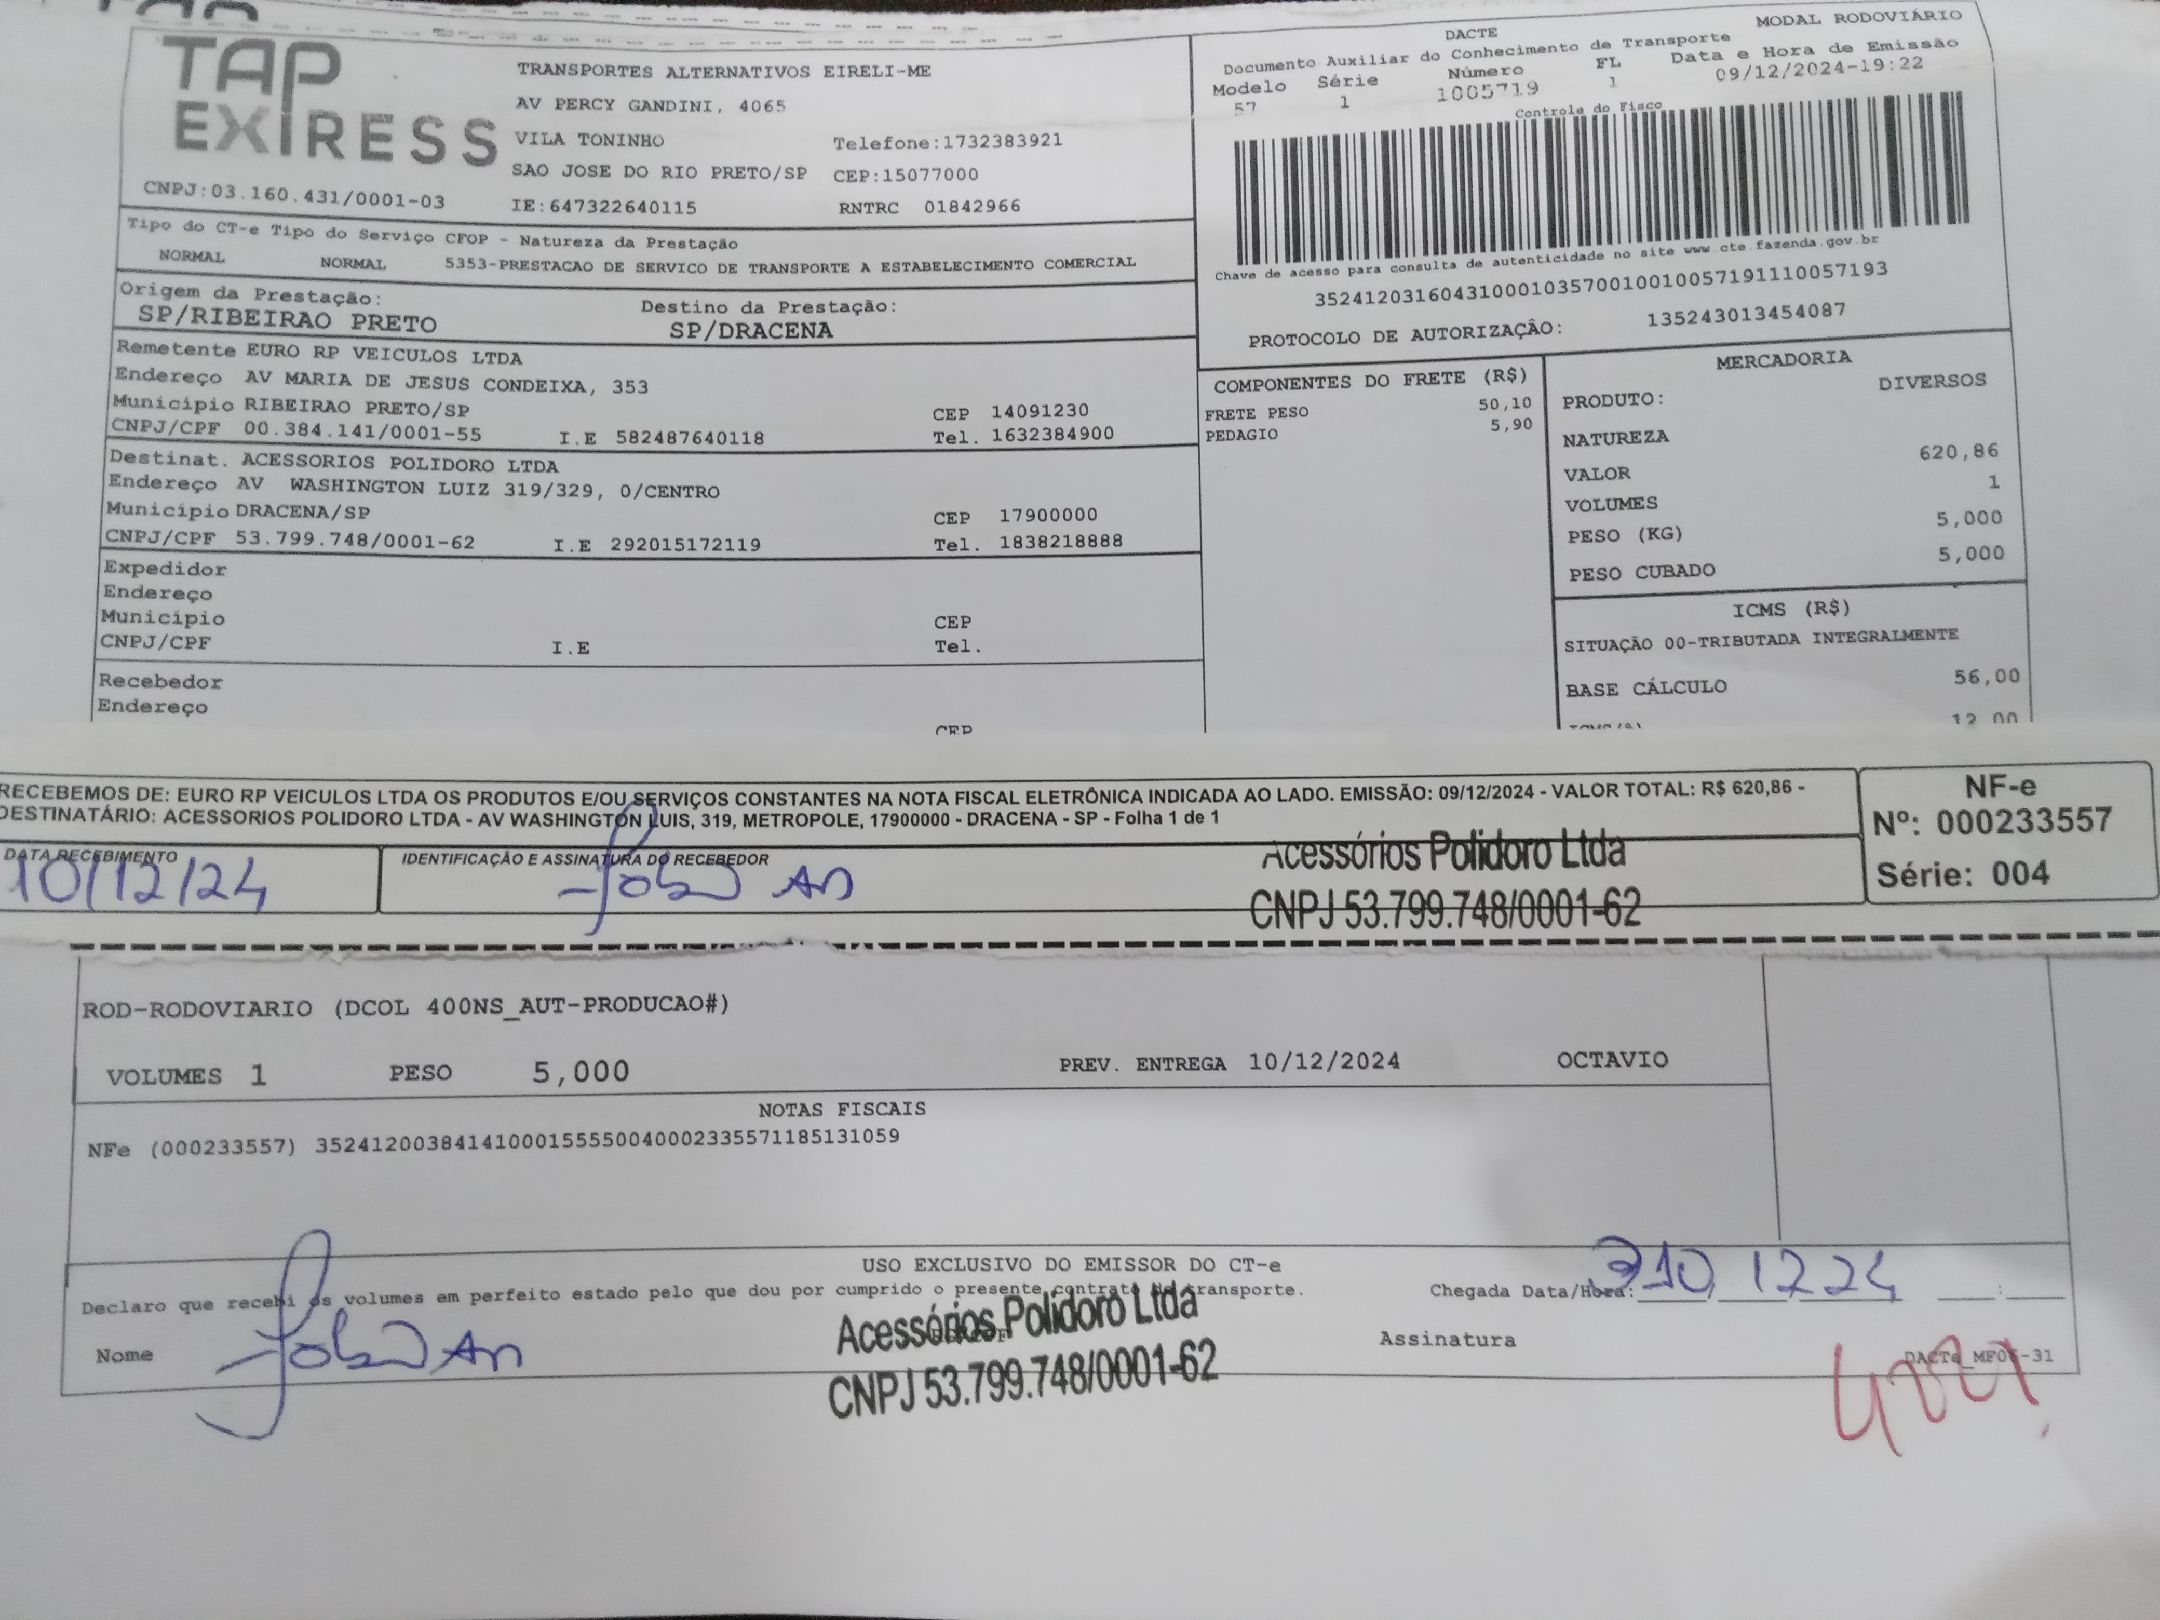 TAP
EXPRESS
CNPJ:03.160.431/0001-03
TRANSPORTES ALTERNATIVOS EIRELI-ME
AV PERCY GANDINI, 4065
VILA TONINHO Telefone:1732383921
SAO JOSE DO RIO PRETO/SP CEP:15077000
IE:647322640115 RNTRC 01842966
DACTE MODAL RODOVIÁRIO
Documento Auxiliar do Conhecimento de Transporte
Modelo Série Número FL Data e Hora de Emissão
57 1 1005719 1 09/12/2024-19:22
Controle do Fisco
Chave de acesso para consulta de autenticidade no site www.cte.fazenda.gov.br
35241203160431000103570010010057191110057193
PROTOCOLO DE AUTORIZAÇÃO: 135243013454087
Tipo do CT-e Tipo do Serviço CFOP - Natureza da Prestação
NORMAL NORMAL 5353-PRESTACAO DE SERVICO DE TRANSPORTE A ESTABELECIMENTO COMERCIAL
Origem da Prestação: Destino da Prestação:
SP/RIBEIRAO PRETO SP/DRACENA
Remetente EURO RP VEICULOS LTDA
Endereço AV MARIA DE JESUS CONDEIXA, 353
Município RIBEIRAO PRETO/SP CEP 14091230
CNPJ/CPF 00.384.141/0001-55 I.E 582487640118 Tel. 1632384900
Destinat. ACESSORIOS POLIDORO LTDA
Endereço AV WASHINGTON LUIZ 319/329, 0/CENTRO
Município DRACENA/SP CEP 17900000
CNPJ/CPF 53.799.748/0001-62 I.E 292015172119 Tel. 1838218888
Expedidor
Endereço
Município CEP
CNPJ/CPF I.E Tel.
Recebedor
Endereço
CEP
COMPONENTES DO FRETE (R$)
FRETE PESO 50,10
PEDAGIO 5,90
MERCADORIA
PRODUTO: DIVERSOS
NATUREZA
VALOR 620,86
VOLUMES 1
PESO (KG) 5,000
PESO CUBADO 5,000
ICMS (R$)
SITUAÇÃO 00-TRIBUTADA INTEGRALMENTE
BASE CÁLCULO 56,00
12,00
RECEBEMOS DE: EURO RP VEICULOS LTDA OS PRODUTOS E/OU SERVIÇOS CONSTANTES NA NOTA FISCAL ELETRÔNICA INDICADA AO LADO. EMISSÃO: 09/12/2024 - VALOR TOTAL: R$ 620,86 -
DESTINATÁRIO: ACESSORIOS POLIDORO LTDA - AV WASHINGTON LUIS, 319, METROPOLE, 17900000 - DRACENA - SP - Folha 1 de 1
NF-e
Nº: 000233557
Série: 004
DATA RECEBIMENTO IDENTIFICAÇÃO E ASSINATURA DO RECEBEDOR
10/12/24
Acessórios Polidoro Ltda
CNPJ 53.799.748/0001-62
ROD-RODOVIARIO (DCOL 400NS_AUT-PRODUCAO#)
VOLUMES 1 PESO 5,000 PREV. ENTREGA 10/12/2024 OCTAVIO
NOTAS FISCAIS
NFe (000233557) 35241200384141000155550040002335571185131059
USO EXCLUSIVO DO EMISSOR DO CT-e
Declaro que recebi os volumes em perfeito estado pelo que dou por cumprido o presente contrato de transporte. Chegada Data/Hora: 10 12 24
Nome Assinatura
Acessórios Polidoro Ltda
CNPJ 53.799.748/0001-62